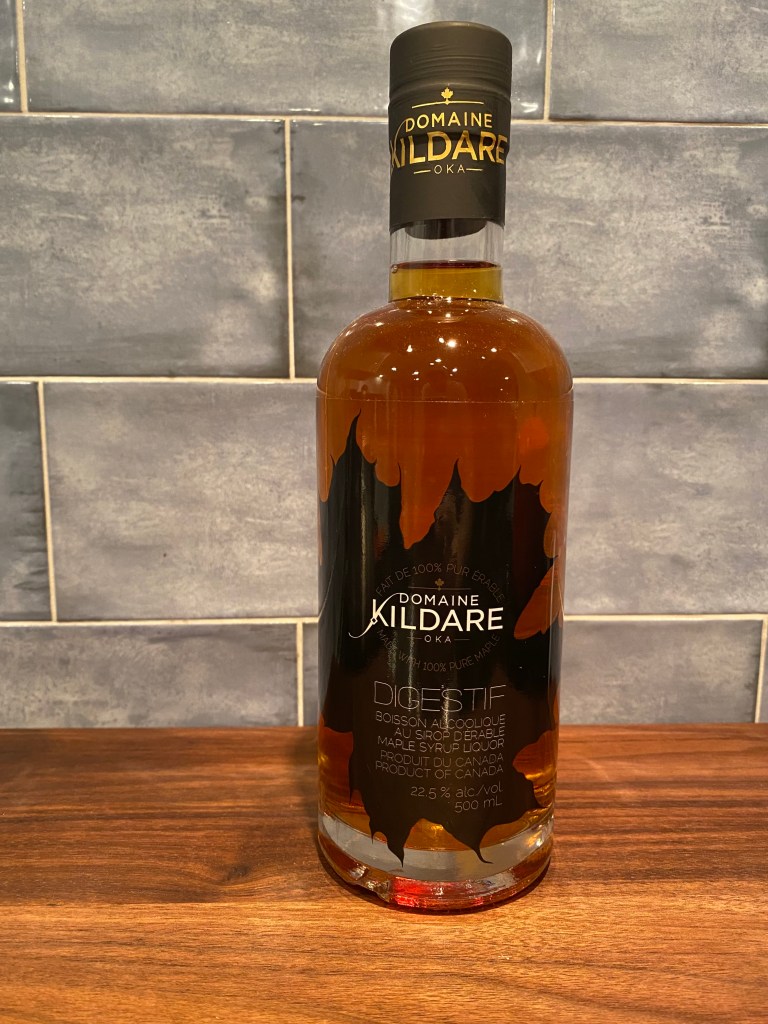 DOMAINE
KILDARE
OKA
FAIT DE 100% PUR ÉRABLE
DOMAINE
KILDARE
OKA
MADE WITH 100% PURE MAPLE
DIGESTIF
BOISSON ALCOOLIQUE
AU SIROP D'ÉRABLE
MAPLE SYRUP LIQUOR
PRODUIT DU CANADA
PRODUCT OF CANADA
22.5 % alc./vol.
500 mL